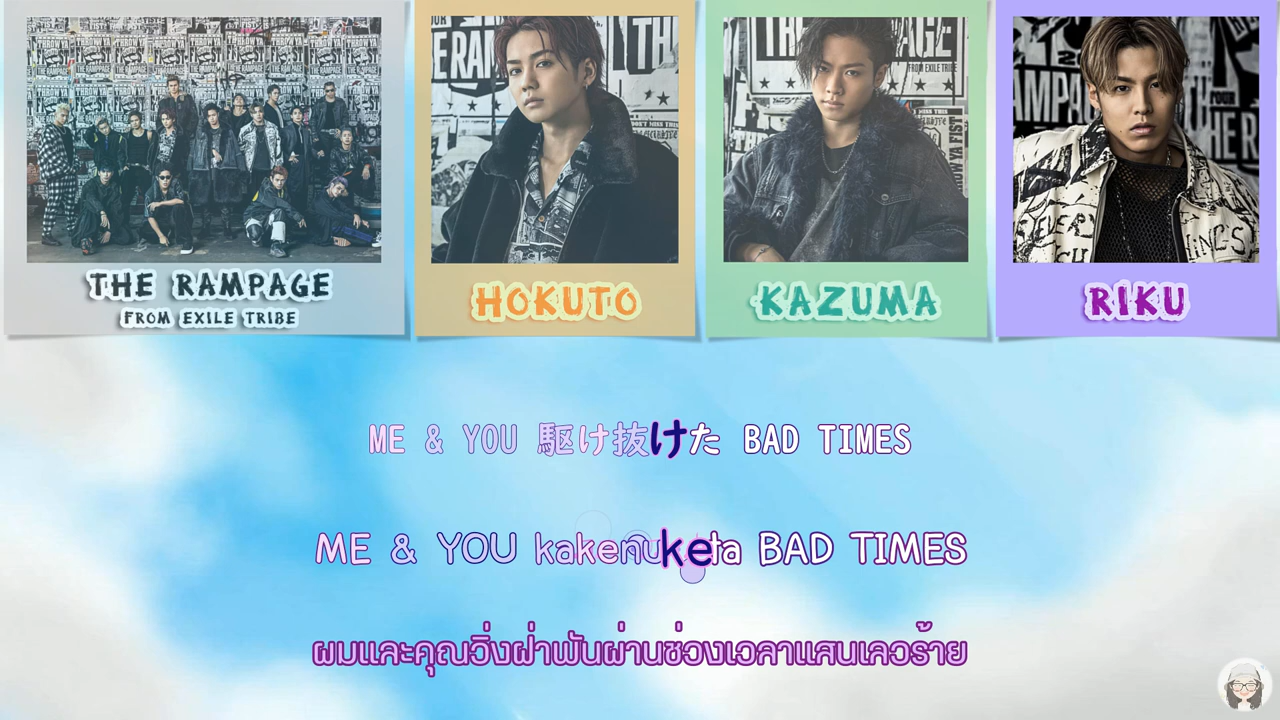 THE RAMPAGE
FROM EXILE TRIBE
HOKUTO
KAZUMA
RIKU
ME & YOU 駆け抜けた BAD TIMES
ME & YOU kakenuketa BAD TIMES
ผมและคุณวิ่งฝ่าฟันผ่านช่วงเวลาแสนเลวร้าย